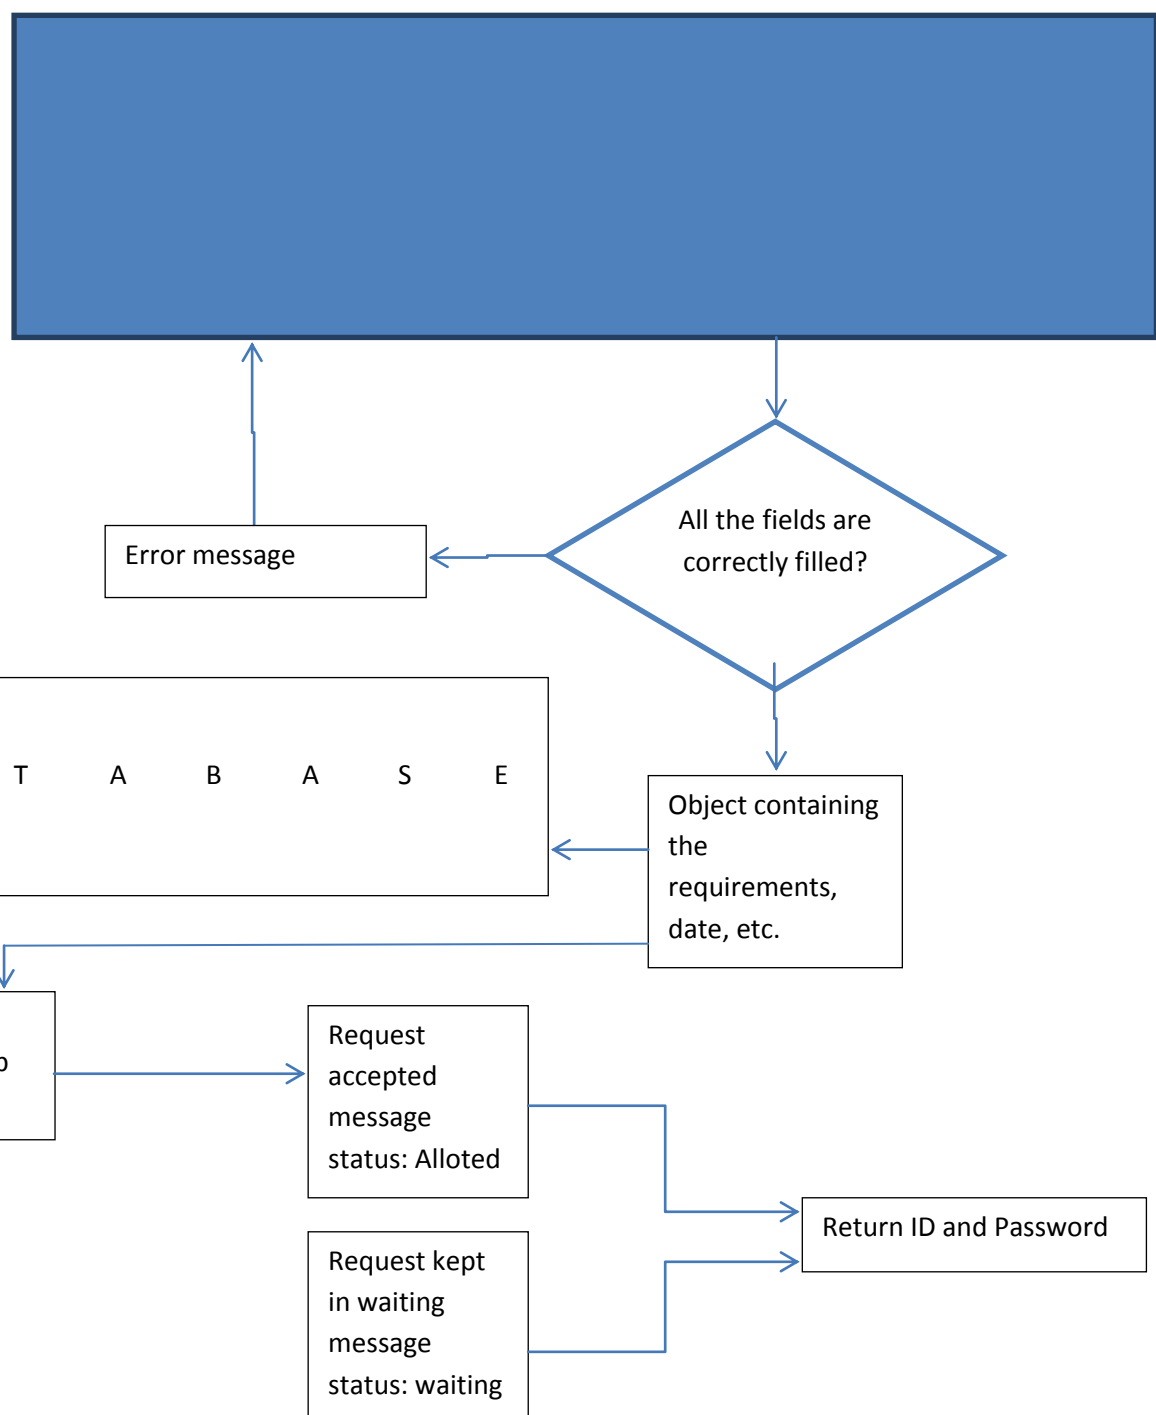 All the fields are
correctly filled?
Error message
T A B A S E
Object containing
the
requirements,
date, etc.
Request
accepted
message
status: Alloted
Return ID and Password
Request kept
in waiting
message
status: waiting